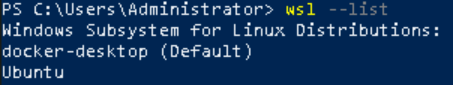 PS C:\Users\Administrator> wsl --list
Windows Subsystem for Linux Distributions:
docker-desktop (Default)
Ubuntu